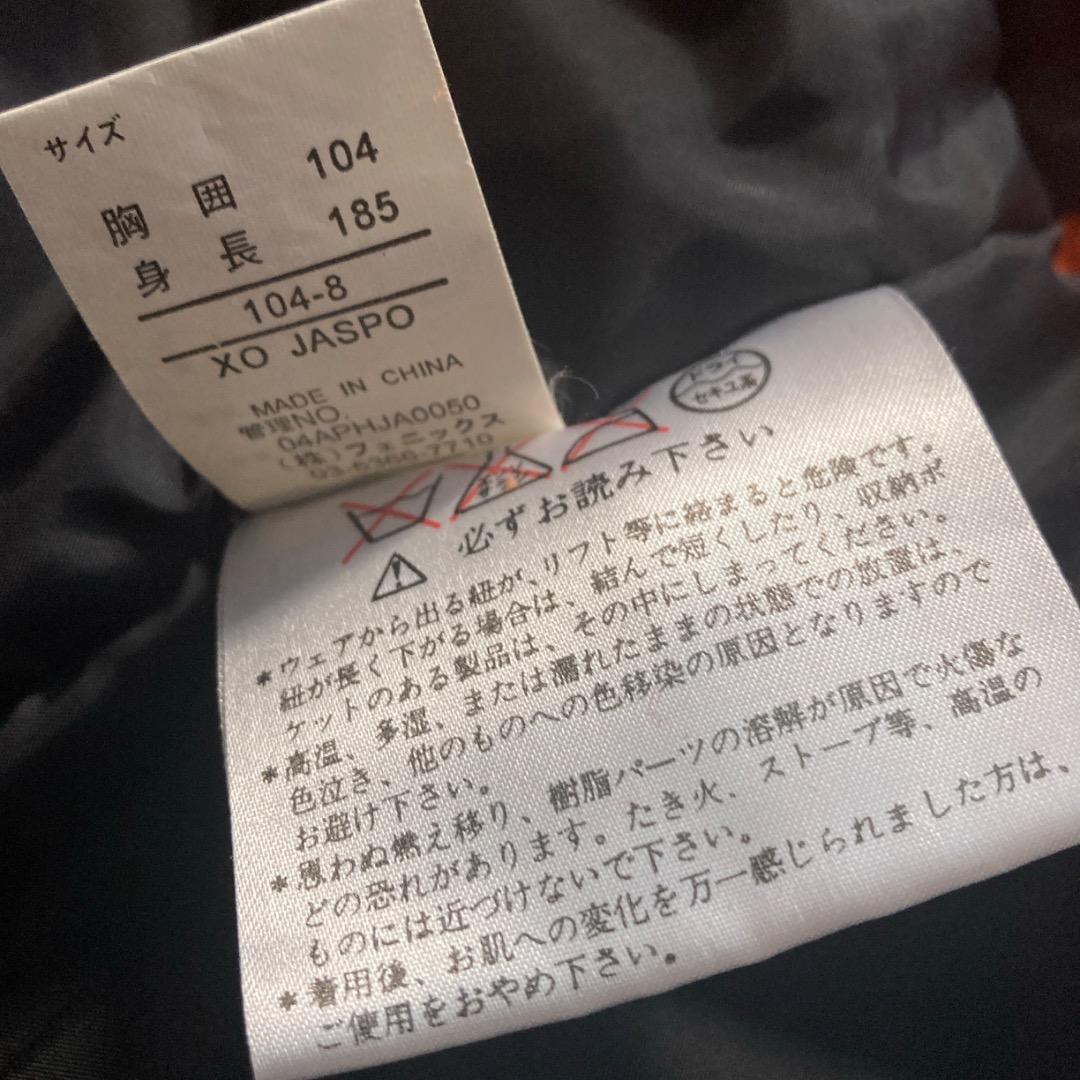 サイズ
胸囲 104
身長 185
104-8
XO JASPO
MADE IN CHINA
管理NO.
04APHJA0050
(株)フェニックス
ドライ
セキユ系
必ずお読み下さい
*ウェアから出る紐が、リフト等に絡まると危険です。
紐が長く下がる場合は、結んで短くしたり、収納ポ
ケットのある製品は、その中にしまってください。
*高温、多湿、または濡れたままの状態での放置は、
色泣き、他のものへの色移染の原因となりますので
お避け下さい。
*思わぬ燃え移り、樹脂パーツの溶解が原因で火傷な
どの恐れがあります。たき火、ストーブ等、高温の
ものには近づけないで下さい。
*着用後、お肌への変化を万一感じられました方は、
ご使用をおやめ下さい。